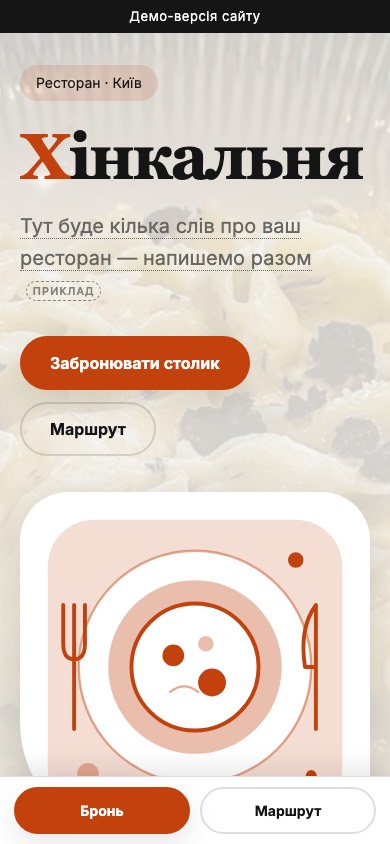 Демо-версія сайту
Ресторан · Київ
Хінкальня
Тут буде кілька слів про ваш
ресторан — напишемо разом
ПРИКЛАД
Забронювати столик
Маршрут
Бронь
Маршрут